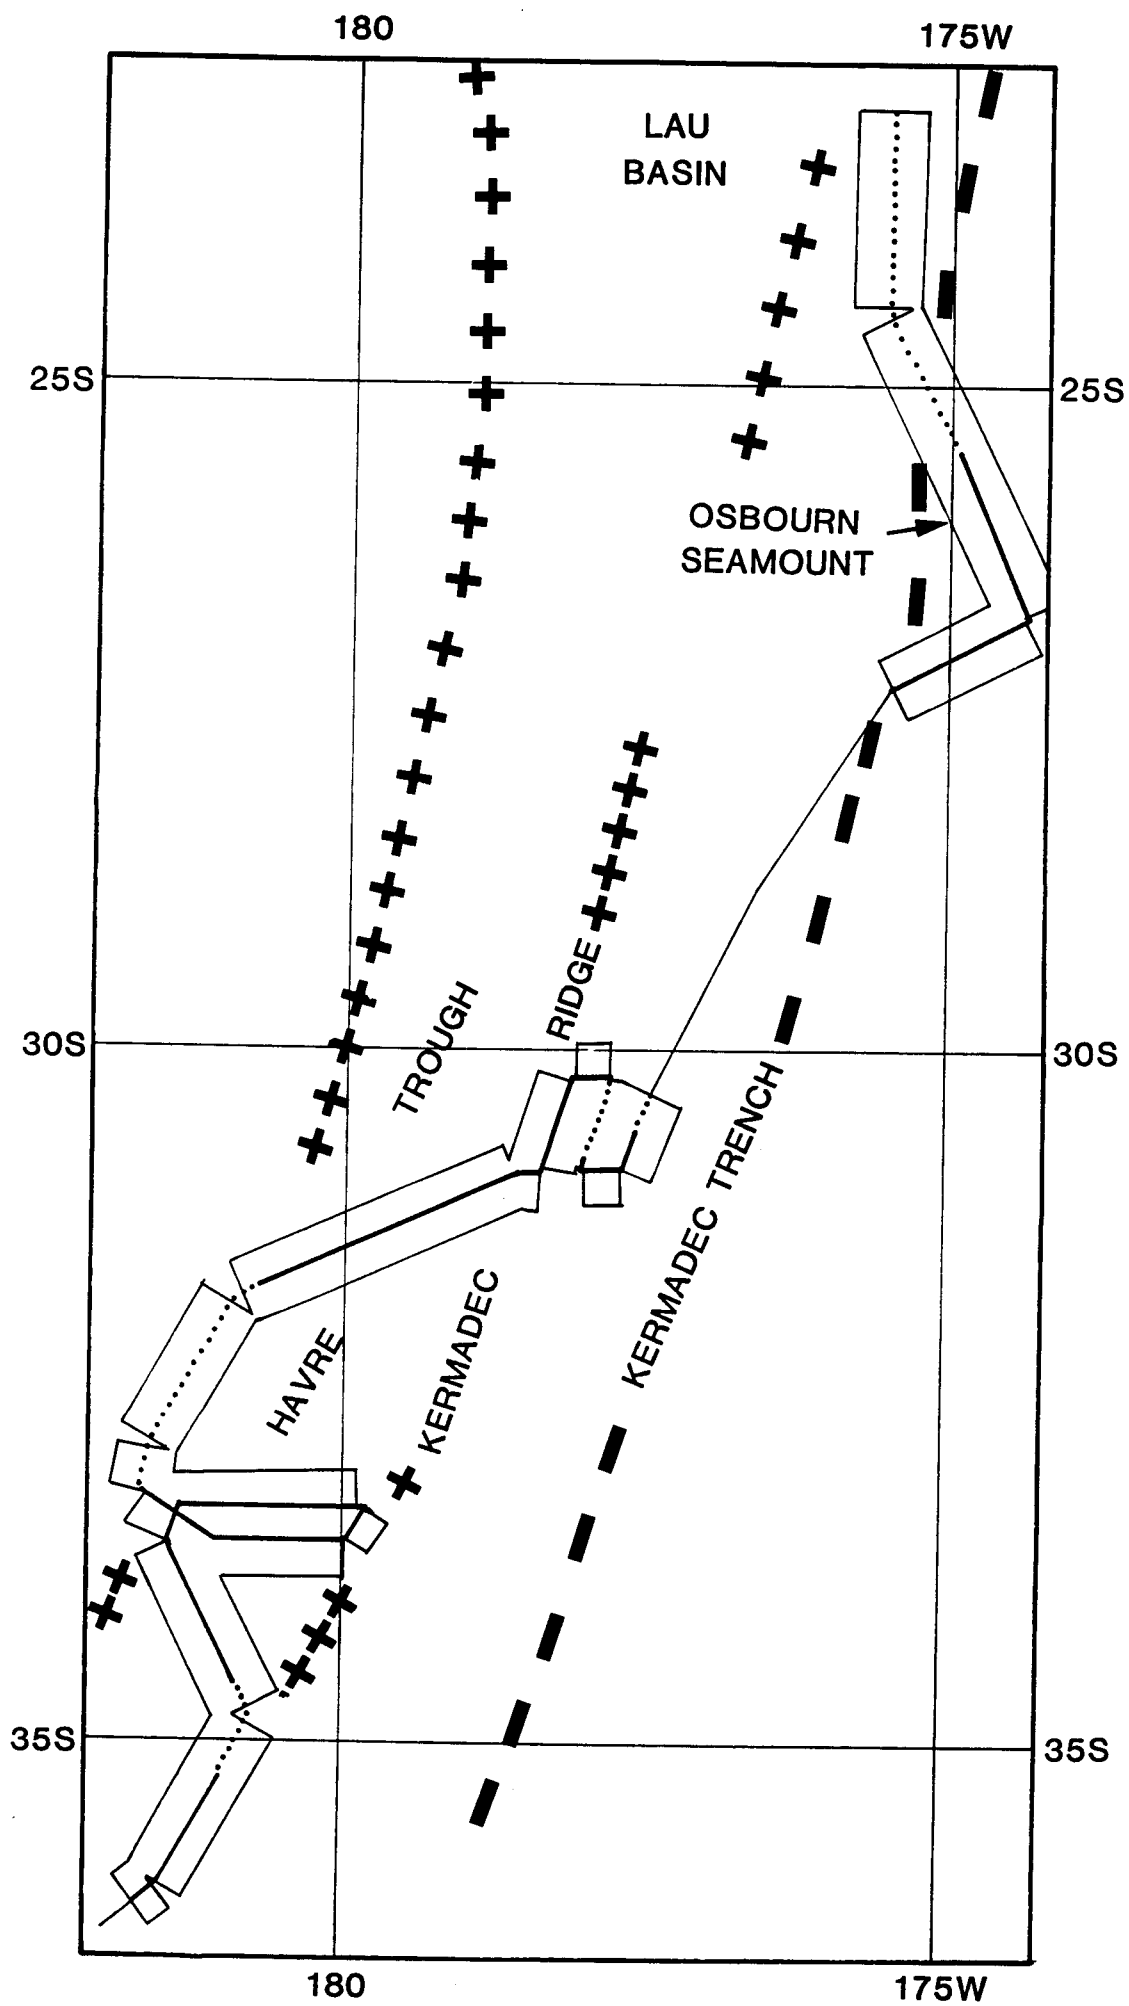 180
175W
LAU
BASIN
25S
25S
OSBOURN
SEAMOUNT
30S
TROUGH
RIDGE
30S
KERMADEC TRENCH
HAVRE
KERMADEC
35S
35S
180
175W